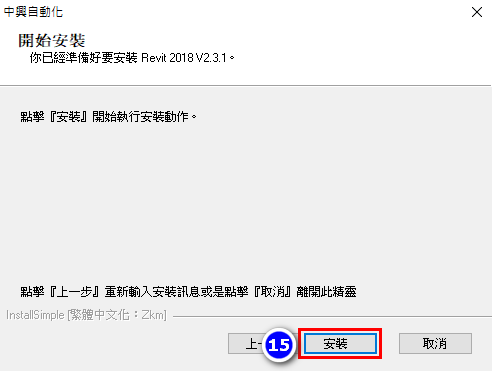 中興自動化
開始安裝
你已經準備好要安裝 Revit 2018 V2.3.1。
點擊『安裝』開始執行安裝動作。
點擊『上一步』重新輸入安裝訊息或是點擊『取消』離開此精靈
InstallSimple [繁體中文化：Zkm]
上一 15 安裝 取消